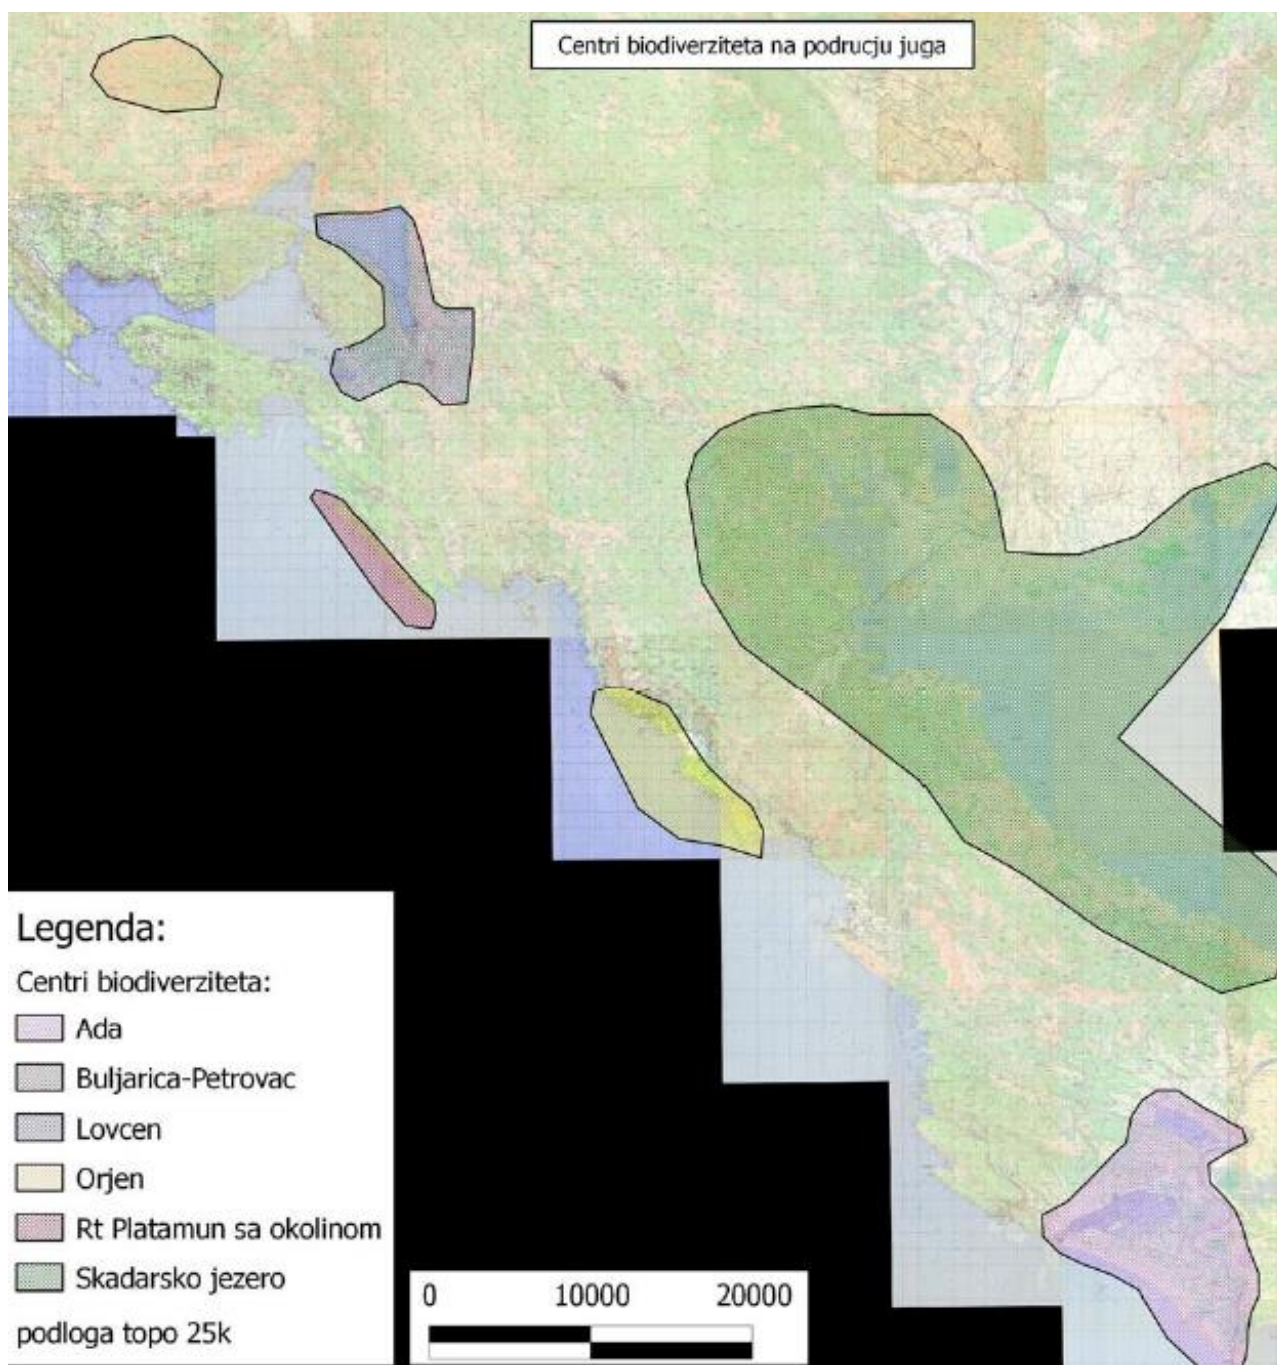 Centri biodiverziteta na podrucju juga
Legenda:
Centri biodiverziteta:
Ada
Buljarica-Petrovac
Lovcen
Orjen
Rt Platamun sa okolinom
Skadarsko jezero
podloga topo 25k
0 10000 20000